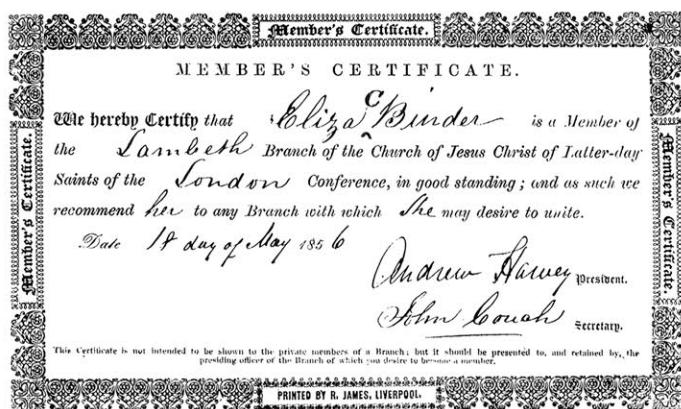 Member's Certificate.
MEMBER'S CERTIFICATE.
C
We hereby Certify that Eliza ^ Binder is a Member of
the Lambeth Branch of the Church of Jesus Christ of Latter-day
Saints of the London Conference, in good standing; and as such we
recommend her to any Branch with which She may desire to unite.
Date 18 day of May 1856
Andrew Harvey President.
John Couch Secretary.
This Certificate is not intended to be shown to the private members of a Branch; but it should be presented to, and retained by, the
presiding officer of the Branch of which you desire to become a member.
PRINTED BY R. JAMES, LIVERPOOL.
Member's Certificate.
Member's Certificate.